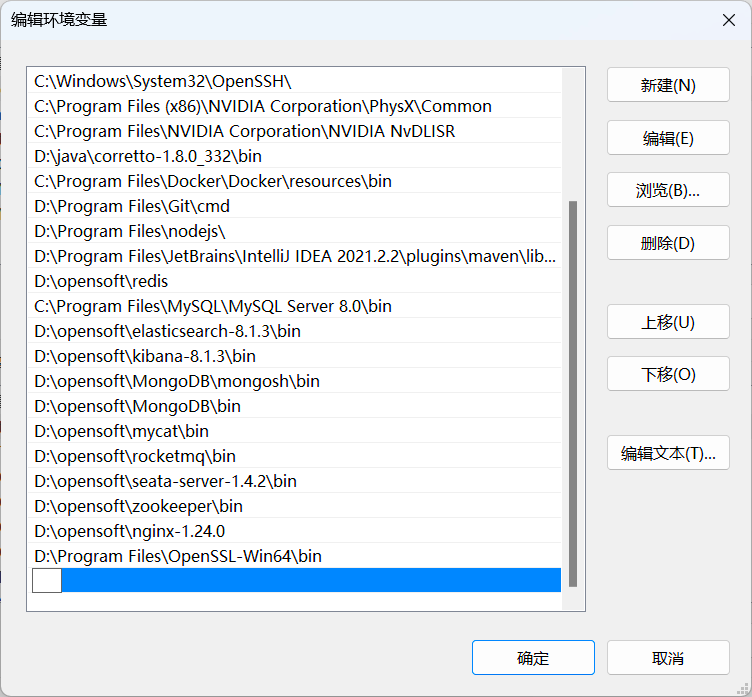 编辑环境变量
C:\Windows\System32\OpenSSH\
C:\Program Files (x86)\NVIDIA Corporation\PhysX\Common
C:\Program Files\NVIDIA Corporation\NVIDIA NvDLISR
D:\java\corretto-1.8.0_332\bin
C:\Program Files\Docker\Docker\resources\bin
D:\Program Files\Git\cmd
D:\Program Files\nodejs\
D:\Program Files\JetBrains\IntelliJ IDEA 2021.2.2\plugins\maven\lib...
D:\opensoft\redis
C:\Program Files\MySQL\MySQL Server 8.0\bin
D:\opensoft\elasticsearch-8.1.3\bin
D:\opensoft\kibana-8.1.3\bin
D:\opensoft\MongoDB\mongosh\bin
D:\opensoft\MongoDB\bin
D:\opensoft\mycat\bin
D:\opensoft\rocketmq\bin
D:\opensoft\seata-server-1.4.2\bin
D:\opensoft\zookeeper\bin
D:\opensoft\nginx-1.24.0
D:\Program Files\OpenSSL-Win64\bin
新建(N)
编辑(E)
浏览(B)...
删除(D)
上移(U)
下移(O)
编辑文本(T)...
确定
取消